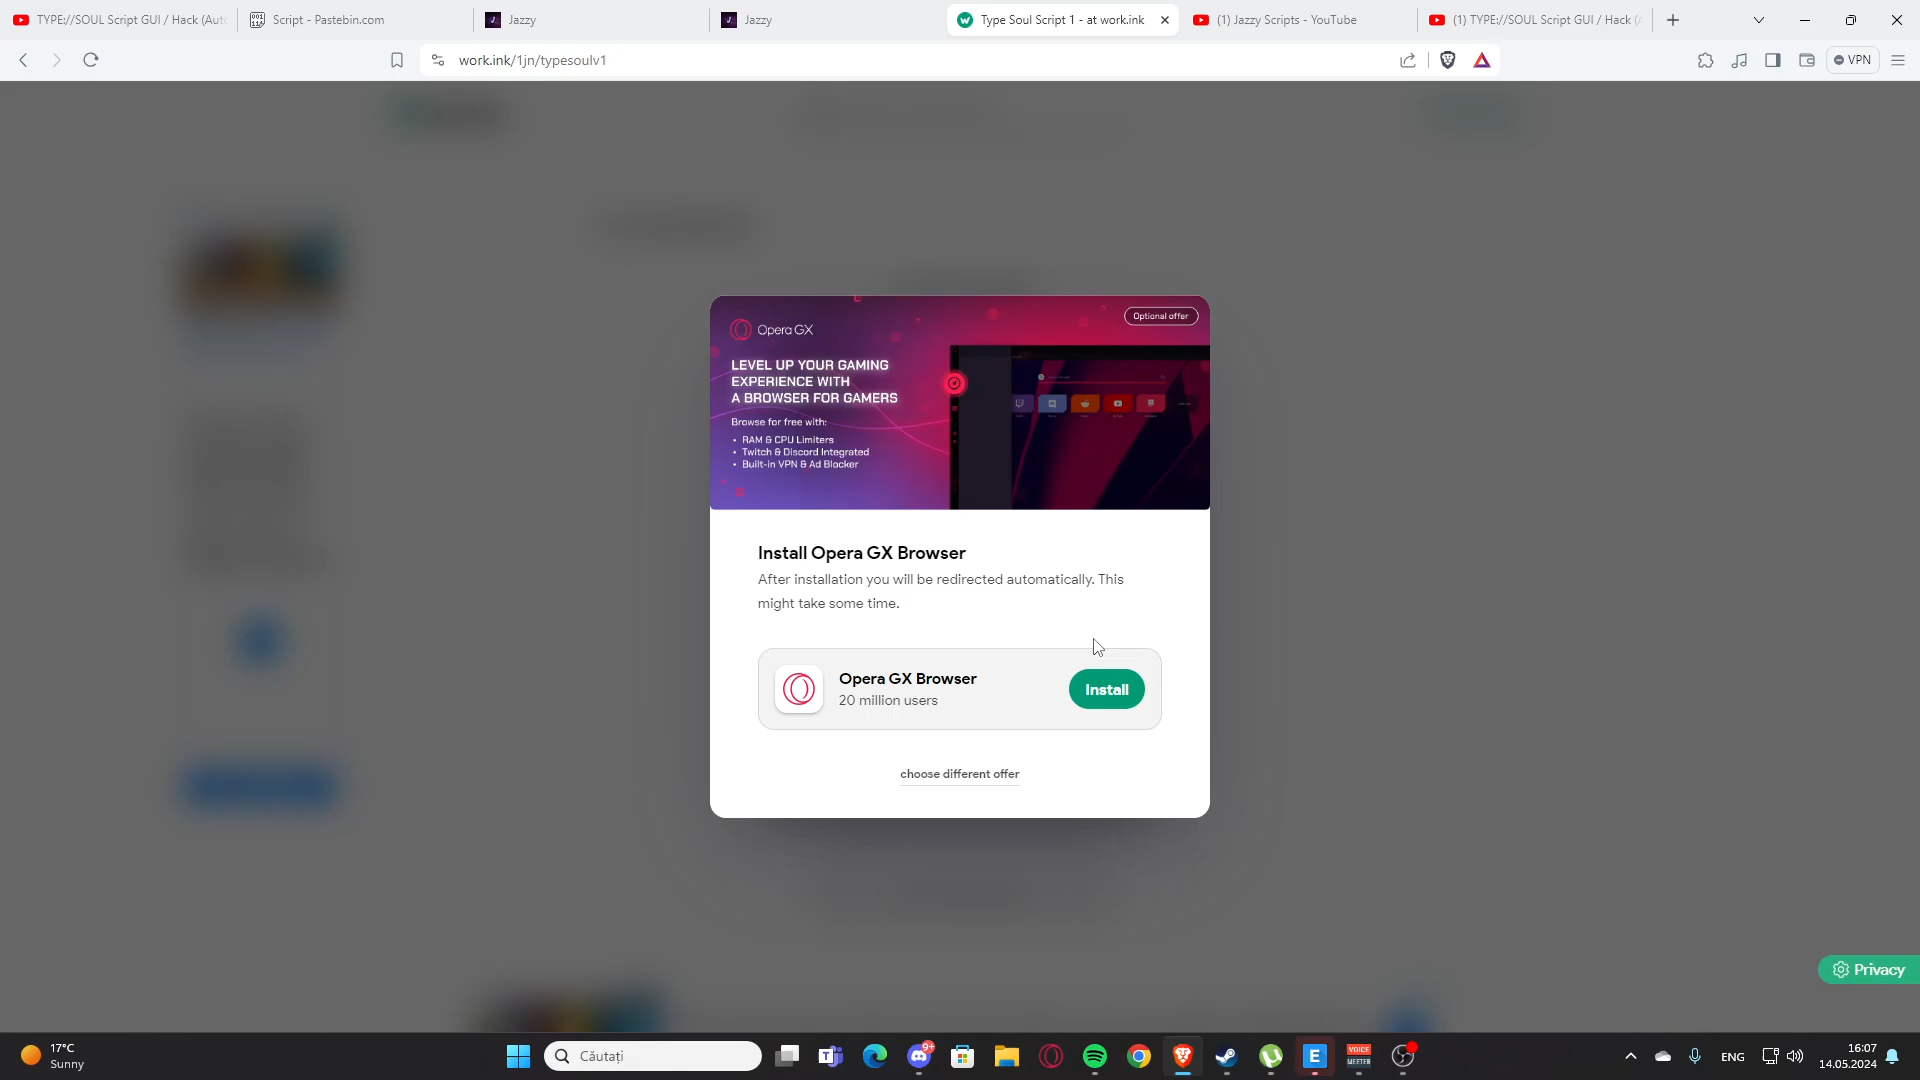 TYPE://SOUL Script GUI / Hack (Aut
Script - Pastebin.com
Jazzy
Jazzy
Type Soul Script 1 - at work.ink
(1) Jazzy Scripts - YouTube
(1) TYPE://SOUL Script GUI / Hack (
work.ink/1jn/typesoulv1
VPN
Opera GX
Optional offer
LEVEL UP YOUR GAMING
EXPERIENCE WITH
A BROWSER FOR GAMERS
Browse for free with:
• RAM & CPU Limiters
• Twitch & Discord Integrated
• Built-in VPN & Ad Blocker
Install Opera GX Browser
After installation you will be redirected automatically. This
might take some time.
Opera GX Browser
20 million users
Install
choose different offer
Privacy
17°C
Sunny
Căutați
9+
E
VOICE
MEETER
ENG
16:07
14.05.2024